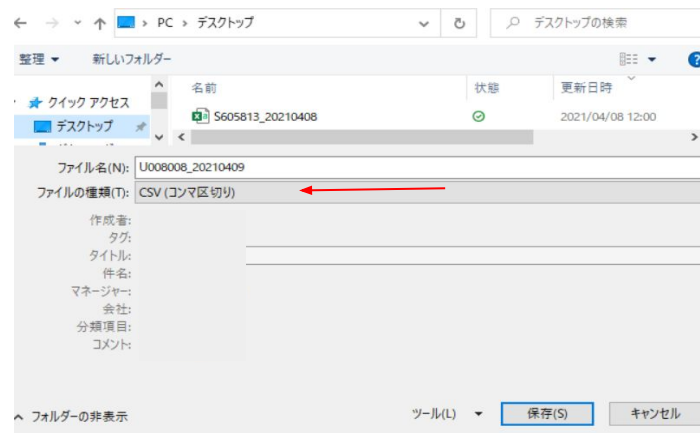 PC › デスクトップ
デスクトップの検索
整理 新しいフォルダー
名前 状態 更新日時
クイック アクセス
S605813_20210408 2021/04/08 12:00
デスクトップ
ファイル名(N): U008008_20210409
ファイルの種類(T): CSV (コンマ区切り)
作成者:
タグ:
タイトル:
件名:
マネージャー:
会社:
分類項目:
コメント:
フォルダーの非表示 ツール(L) 保存(S) キャンセル